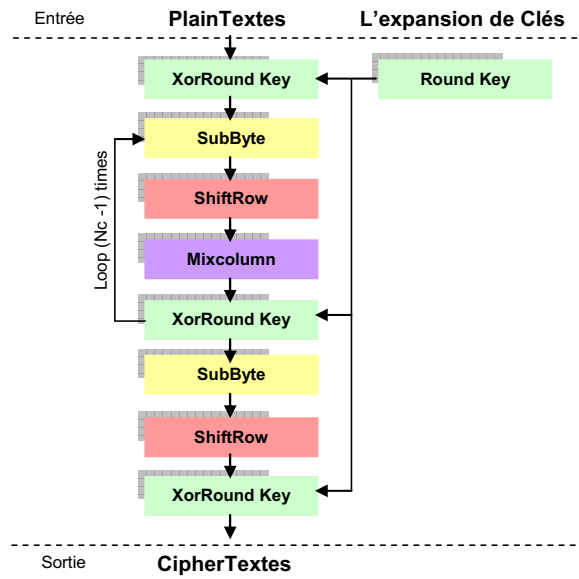 Entrée
PlainTextes
L'expansion de Clés
XorRound Key
Round Key
SubByte
ShiftRow
Mixcolumn
XorRound Key
Loop (Nc -1) times
SubByte
ShiftRow
XorRound Key
Sortie
CipherTextes